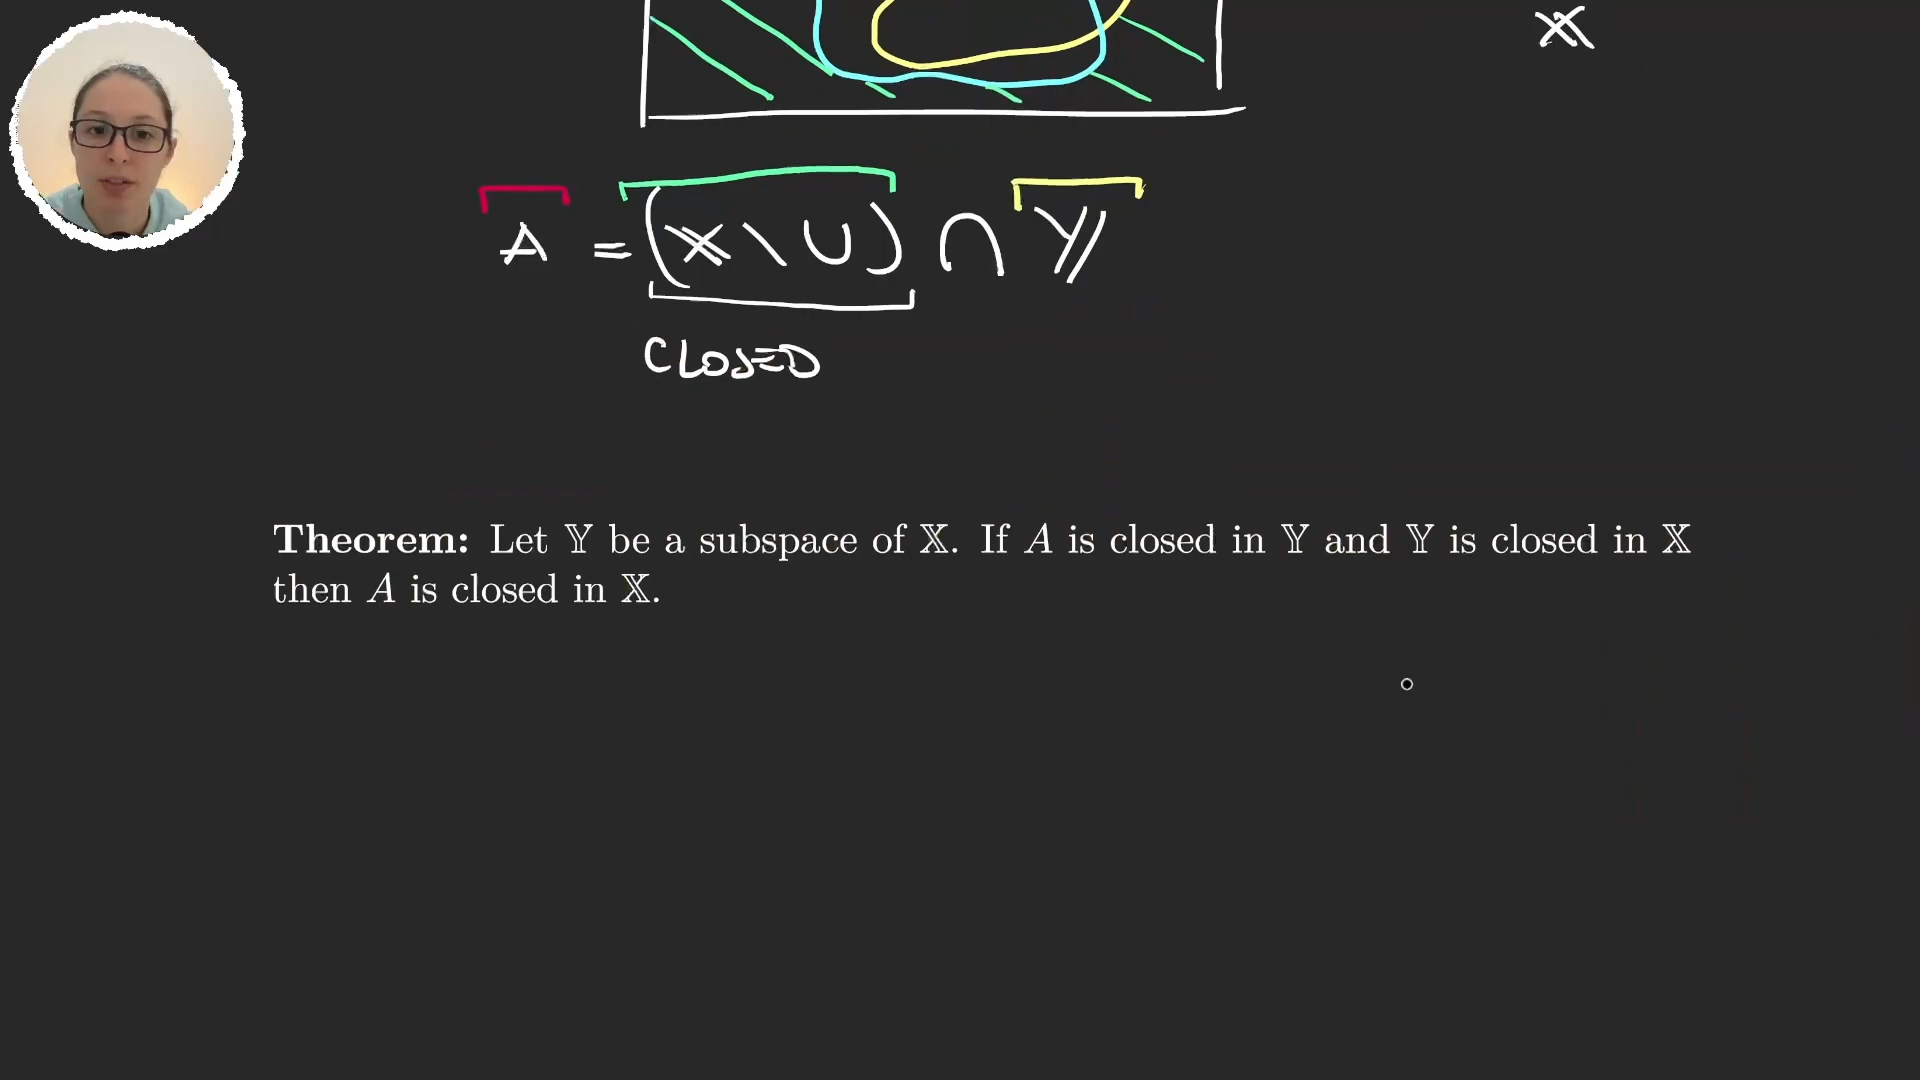 𝕏
A = (𝕏 \ U) ∩ 𝕐
CLOSED
Theorem: Let 𝕐 be a subspace of 𝕏. If A is closed in 𝕐 and 𝕐 is closed in 𝕏
then A is closed in 𝕏.